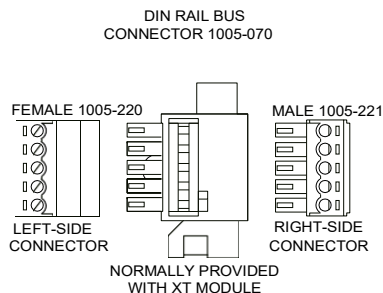 DIN RAIL BUS
CONNECTOR 1005-070
FEMALE 1005-220
MALE 1005-221
LEFT-SIDE
CONNECTOR
RIGHT-SIDE
CONNECTOR
NORMALLY PROVIDED
WITH XT MODULE